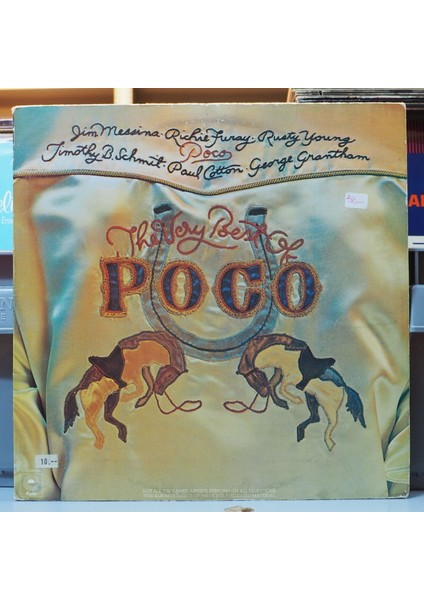 Jim Messina · Richie Furay · Rusty Young
Poco
Timothy B. Schmit · Paul Cotton · George Grantham
The Very Best Of
POCO
10.--